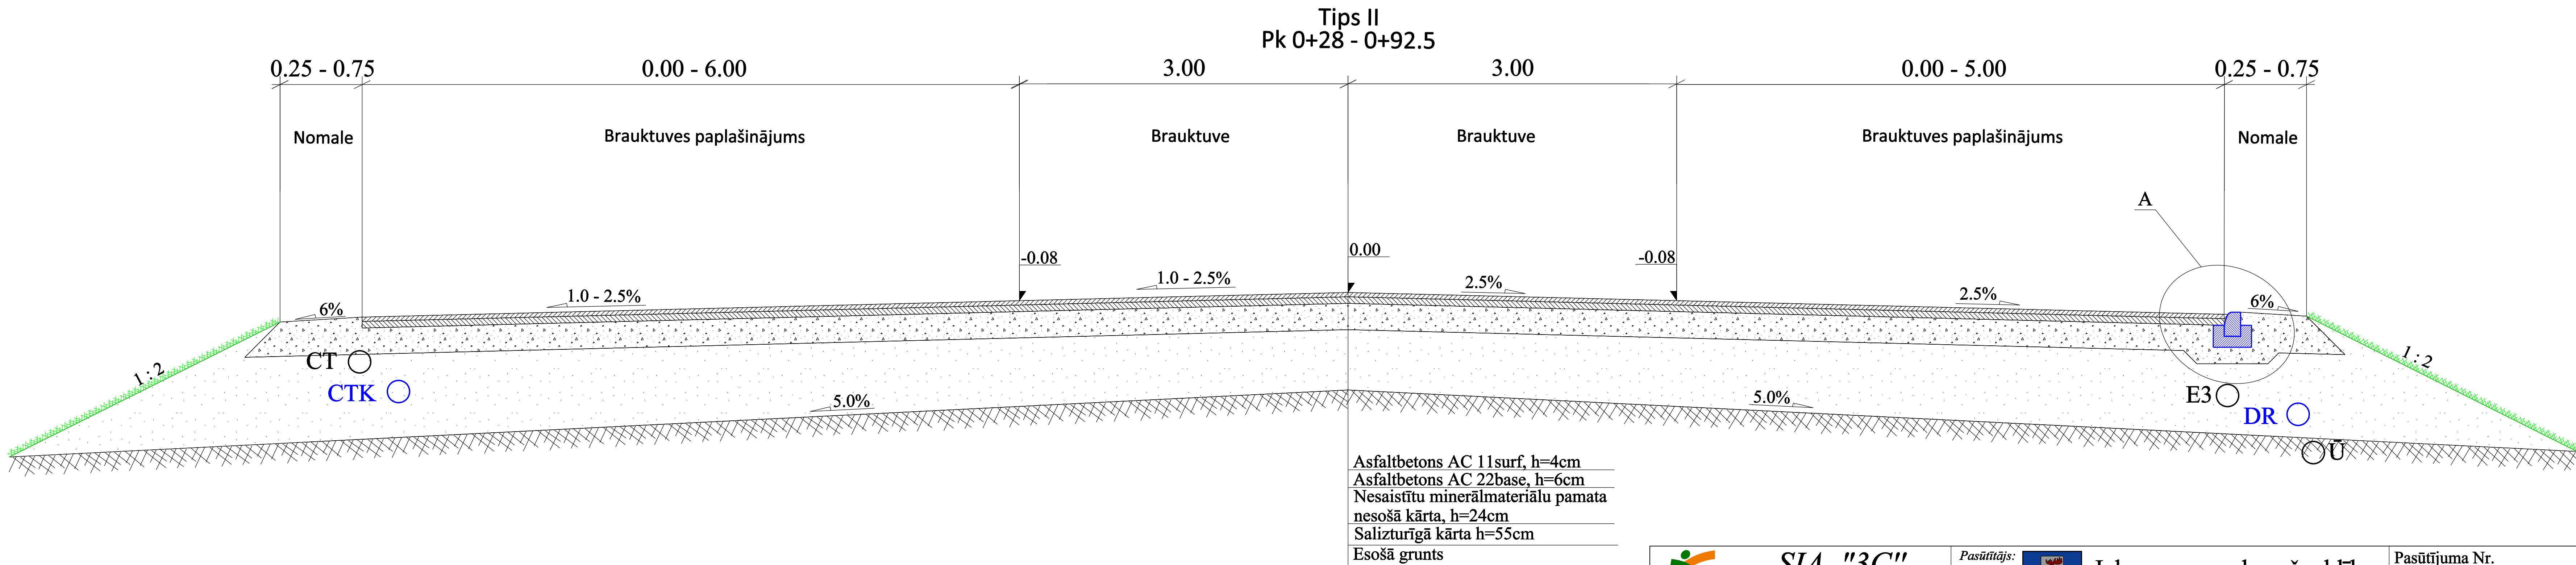 Tips II
Pk 0+28 - 0+92.5
0.25 - 0.75
0.00 - 6.00
3.00
3.00
0.00 - 5.00
0.25 - 0.75
Nomale
Brauktuves paplašinājums
Brauktuve
Brauktuve
Brauktuves paplašinājums
Nomale
A
-0.08
0.00
-0.08
6%
1.0 - 2.5%
1.0 - 2.5%
2.5%
2.5%
6%
1 : 2
CT
CTK
5.0%
5.0%
E3
DR
Ū
1 : 2
Asfaltbetons AC 11surf, h=4cm
Asfaltbetons AC 22base, h=6cm
Nesaistītu minerālmateriālu pamata
nesošā kārta, h=24cm
Salizturīgā kārta h=55cm
Esošā grunts
SIA "3C"
Pasūtītājs:
Pasūtījuma Nr.